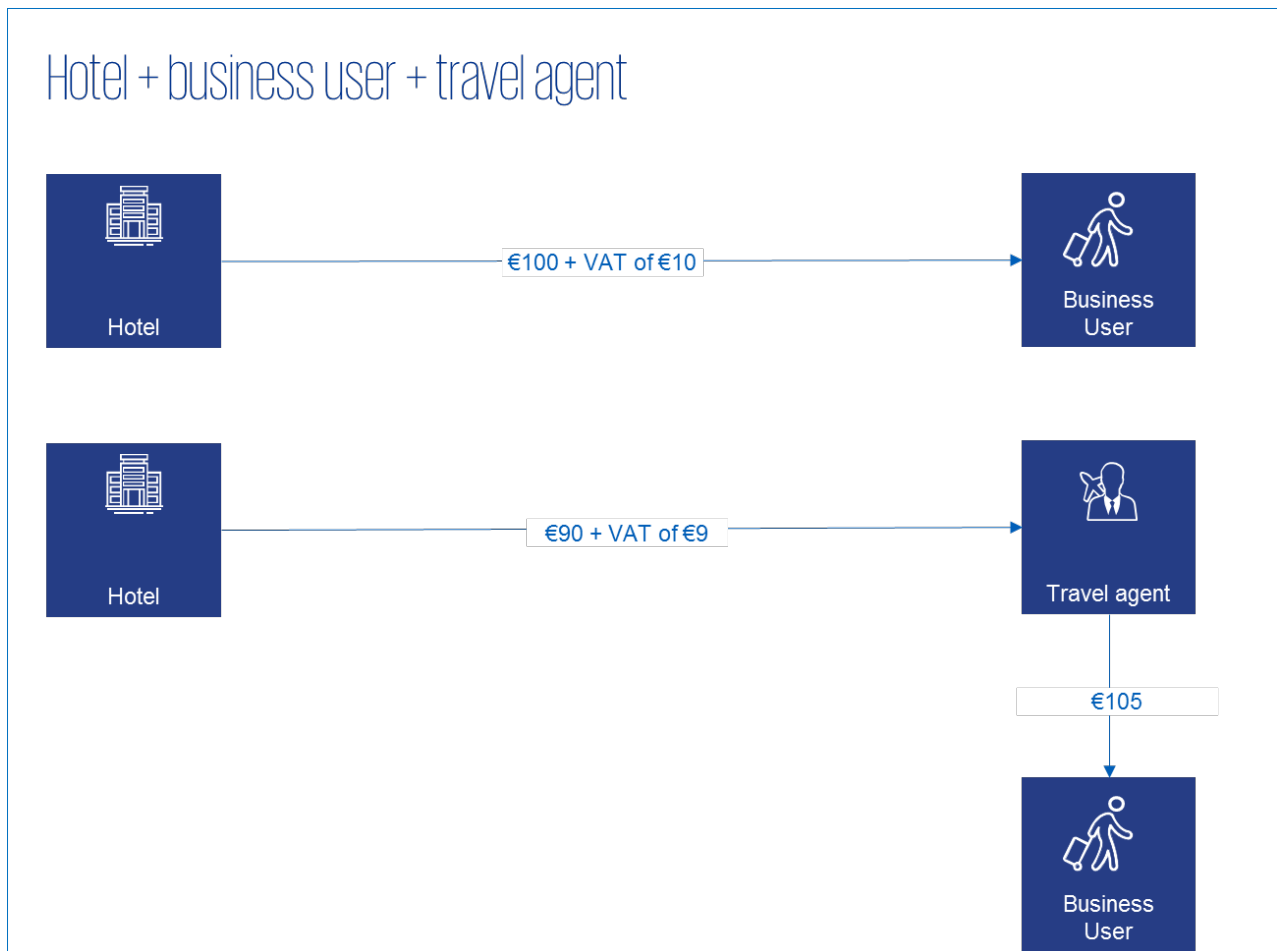 Hotel + business user + travel agent
Hotel
€100 + VAT of €10
Business
User
Hotel
€90 + VAT of €9
Travel agent
€105
Business
User